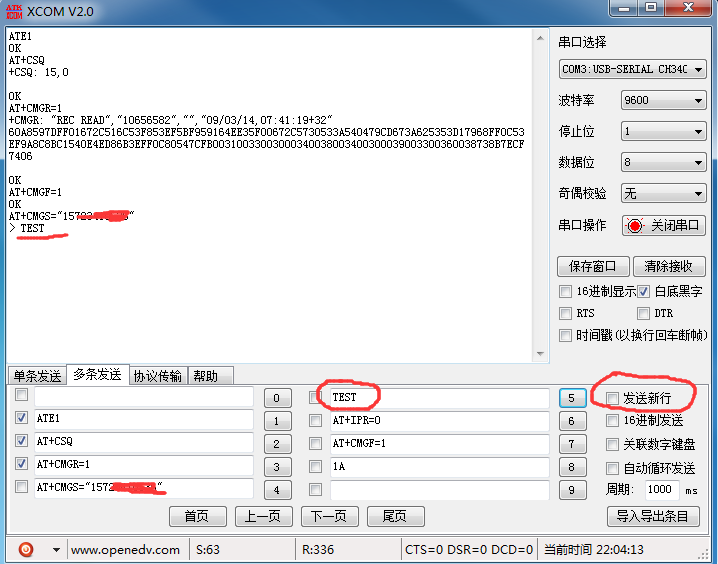 XCOM V2.0
ATE1
OK
AT+CSQ
+CSQ: 15,0
OK
AT+CMGR=1
+CMGR: "REC READ","10656582","","09/03/14,07:41:19+32"
60A8597DFF01672C516C53F853EF5BF959164EE35F00672C5730533A540479CD673A625353D17968FF0C53
EF9A8C8BC1540E4ED86B3EFF0C80547CFB00310033003000340038003400300039003300360038738B7ECF
7406
OK
AT+CMGF=1
OK
AT+CMGS="157
> TEST
串口选择
COM3:USB-SERIAL CH340
波特率
9600
停止位
1
数据位
8
奇偶校验
无
串口操作
关闭串口
保存窗口
清除接收
16进制显示
白底黑字
RTS
DTR
时间戳(以换行回车断帧)
单条发送
多条发送
协议传输
帮助
0
ATE1
1
AT+CSQ
2
AT+CMGR=1
3
AT+CMGS="157
4
TEST
5
AT+IPR=0
6
AT+CMGF=1
7
1A
8
9
发送新行
16进制发送
关联数字键盘
自动循环发送
周期: 1000 ms
首页
上一页
下一页
尾页
导入导出条目
www.openedv.com
S:63
R:336
CTS=0 DSR=0 DCD=0
当前时间 22:04:13